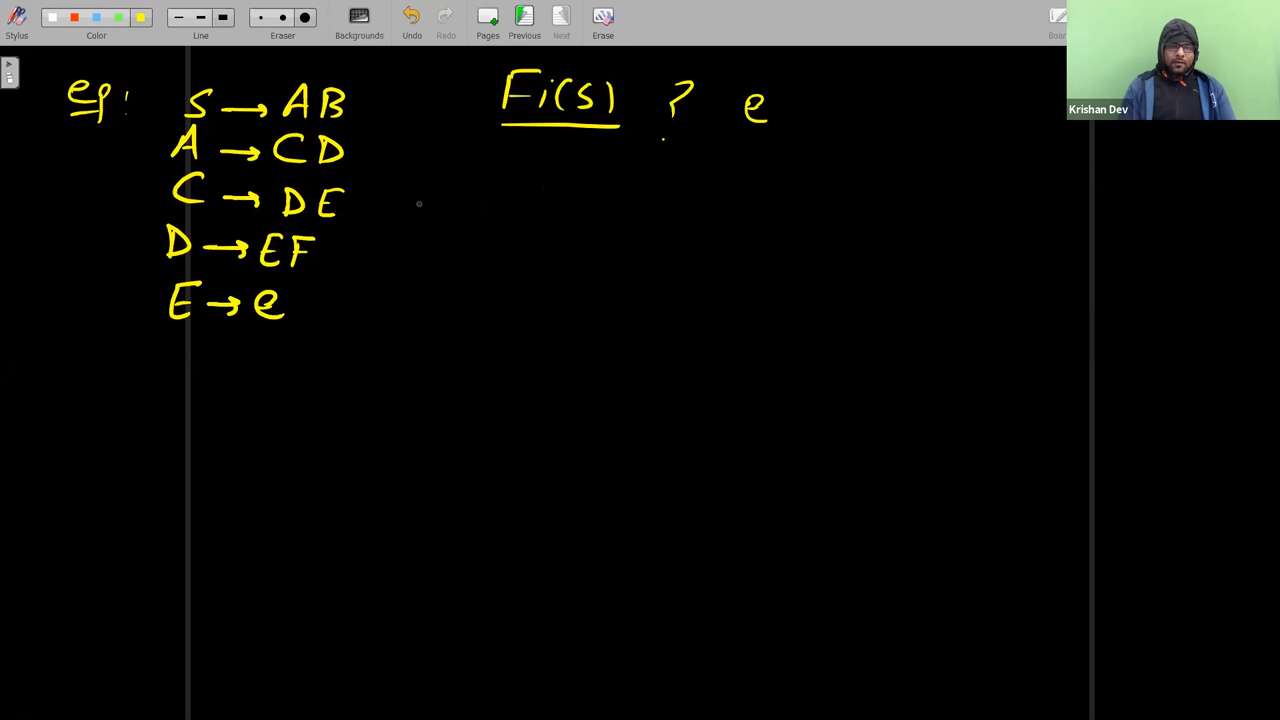 Stylus Color Line Eraser Backgrounds Undo Redo Pages Previous Next Erase
Krishan Dev
eg: S → AB Fi(S) ? e
A → CD
C → DE
D → EF
E → e